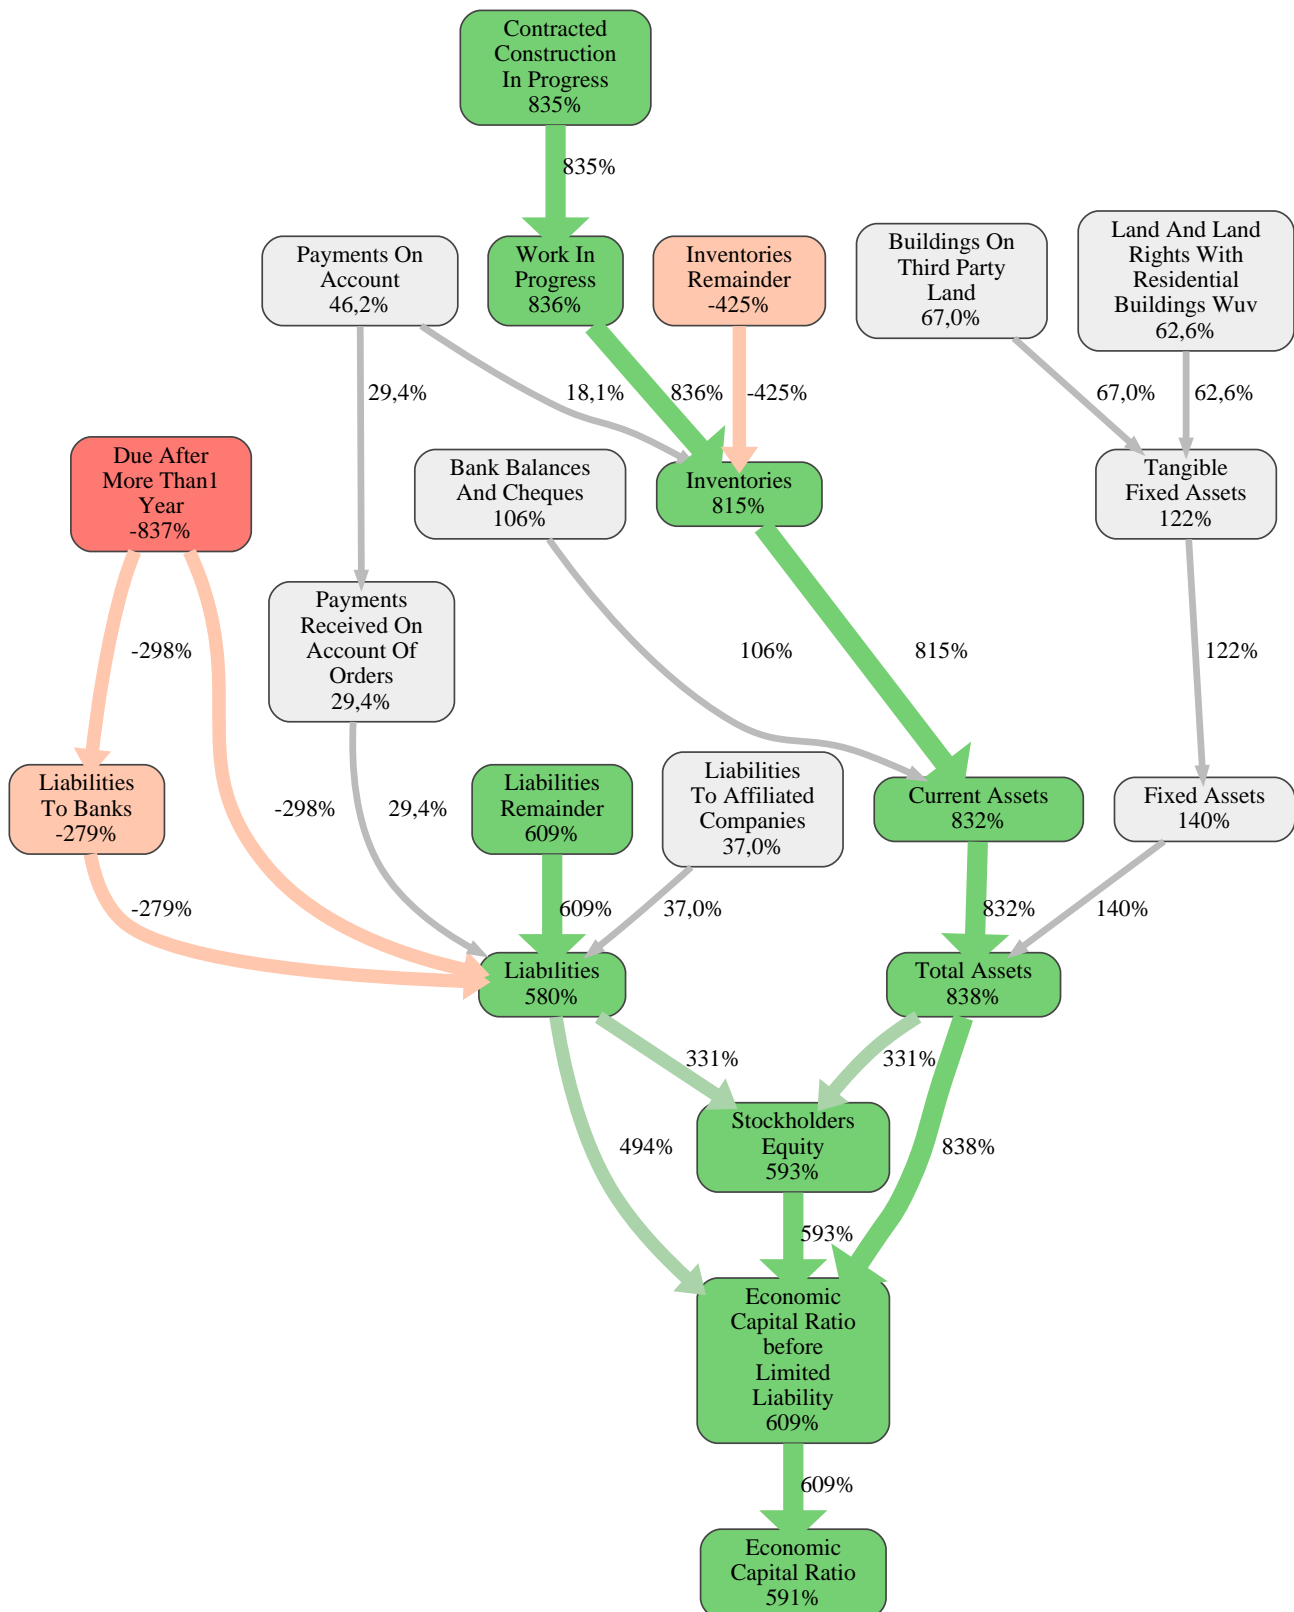 Contracted
Construction
In Progress
835%
835%
Payments On
Account
46,2%
Work In
Progress
836%
Inventories
Remainder
-425%
Buildings On
Third Party
Land
67,0%
Land And Land
Rights With
Residential
Buildings Wuv
62,6%
29,4%
18,1%
836%
-425%
67,0%
62,6%
Due After
More Than1
Year
-837%
Bank Balances
And Cheques
106%
Inventories
815%
Tangible
Fixed Assets
122%
Payments
Received On
Account Of
Orders
29,4%
-298%
106%
815%
122%
Liabilities
To Banks
-279%
-298%
29,4%
Liabilities
Remainder
609%
Liabilities
To Affiliated
Companies
37,0%
Current Assets
832%
Fixed Assets
140%
-279%
609%
37,0%
832%
140%
Liabilities
580%
Total Assets
838%
331%
331%
Stockholders
Equity
593%
494%
838%
593%
Economic
Capital Ratio
before
Limited
Liability
609%
609%
Economic
Capital Ratio
591%